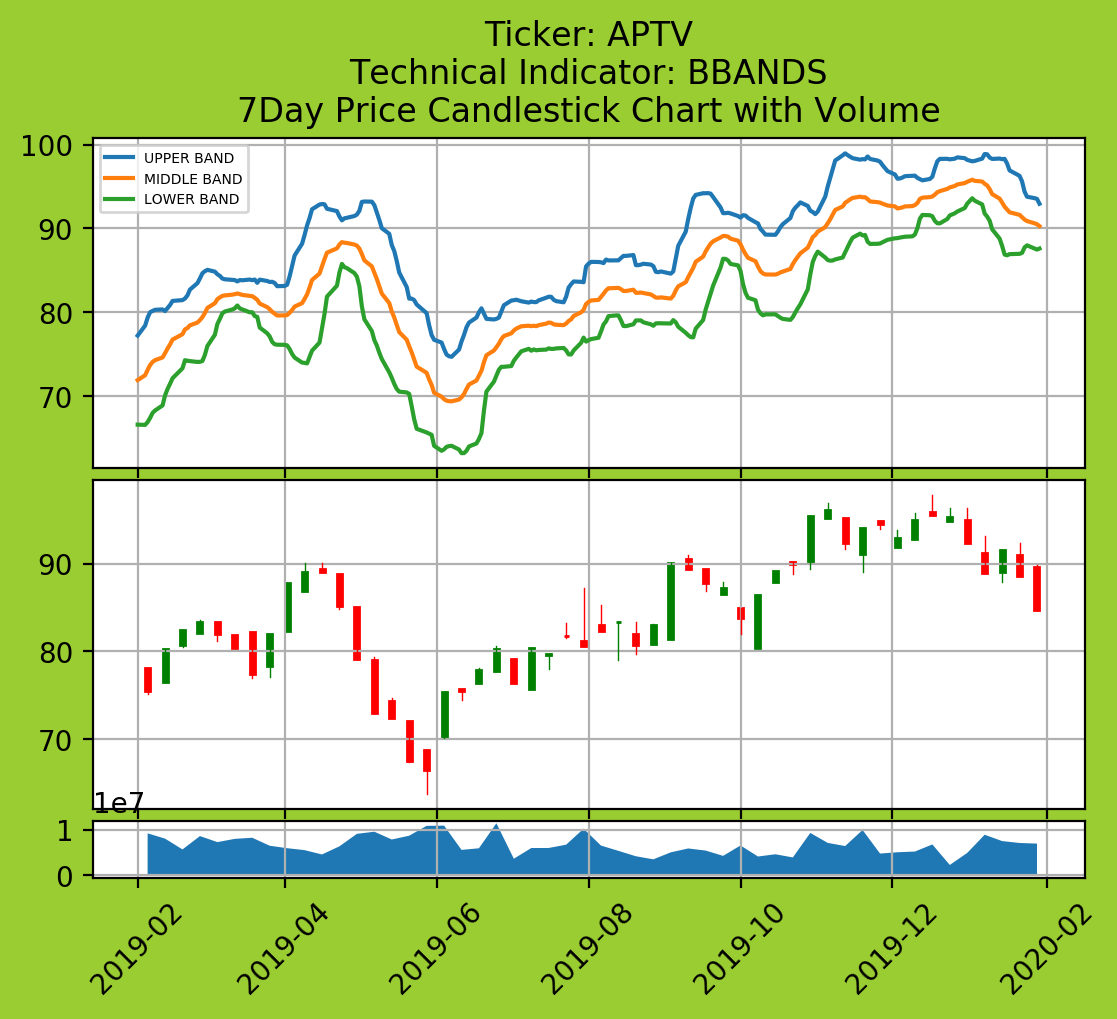 Ticker: APTV
Technical Indicator: BBANDS
7Day Price Candlestick Chart with Volume
100
90
80
70
UPPER BAND
MIDDLE BAND
LOWER BAND
90
80
70
1e7
1
0
2019-02
2019-04
2019-06
2019-08
2019-10
2019-12
2020-02